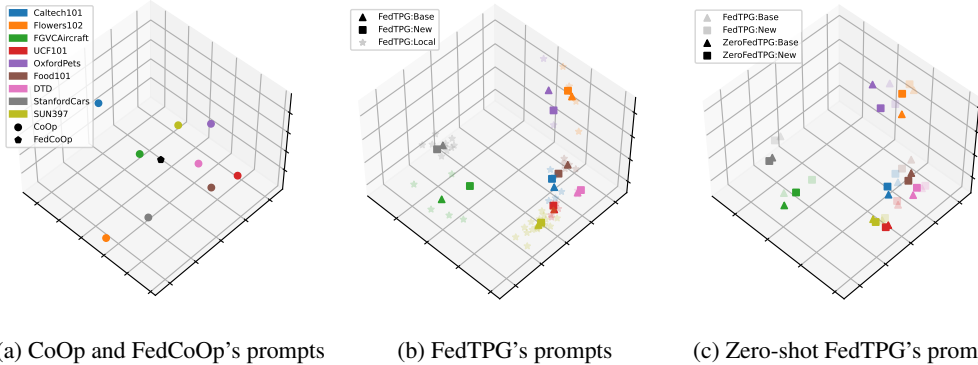 Caltech101
Flowers102
FGVCAircraft
UCF101
OxfordPets
Food101
DTD
StanfordCars
SUN397
CoOp
FedCoOp
FedTPG:Base
FedTPG:New
FedTPG:Local
FedTPG:Base
FedTPG:New
ZeroFedTPG:Base
ZeroFedTPG:New
a) CoOp and FedCoOp's prompts
(b) FedTPG's prompts
(c) Zero-shot FedTPG's prom